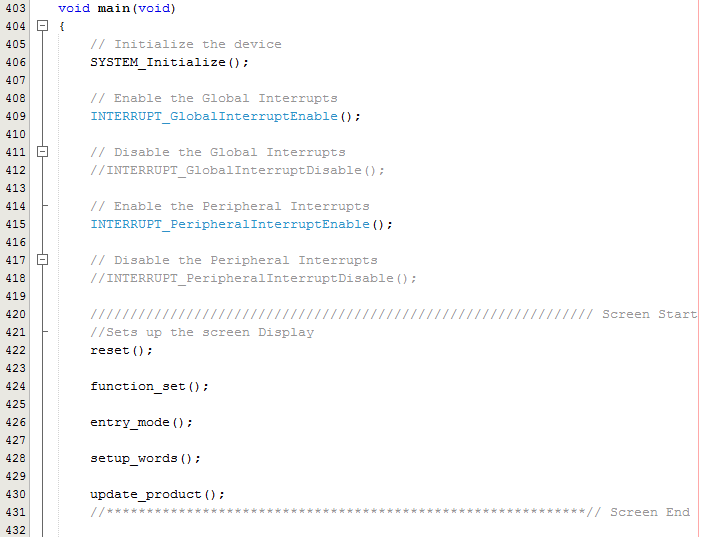 403 void main(void)
404 {
405 // Initialize the device
406 SYSTEM_Initialize();
407
408 // Enable the Global Interrupts
409 INTERRUPT_GlobalInterruptEnable();
410
411 // Disable the Global Interrupts
412 //INTERRUPT_GlobalInterruptDisable();
413
414 // Enable the Peripheral Interrupts
415 INTERRUPT_PeripheralInterruptEnable();
416
417 // Disable the Peripheral Interrupts
418 //INTERRUPT_PeripheralInterruptDisable();
419
420 /////////////////////////////////////////////////////////////// Screen Start
421 //Sets up the screen Display
422 reset();
423
424 function_set();
425
426 entry_mode();
427
428 setup_words();
429
430 update_product();
431 //************************************************************// Screen End
432